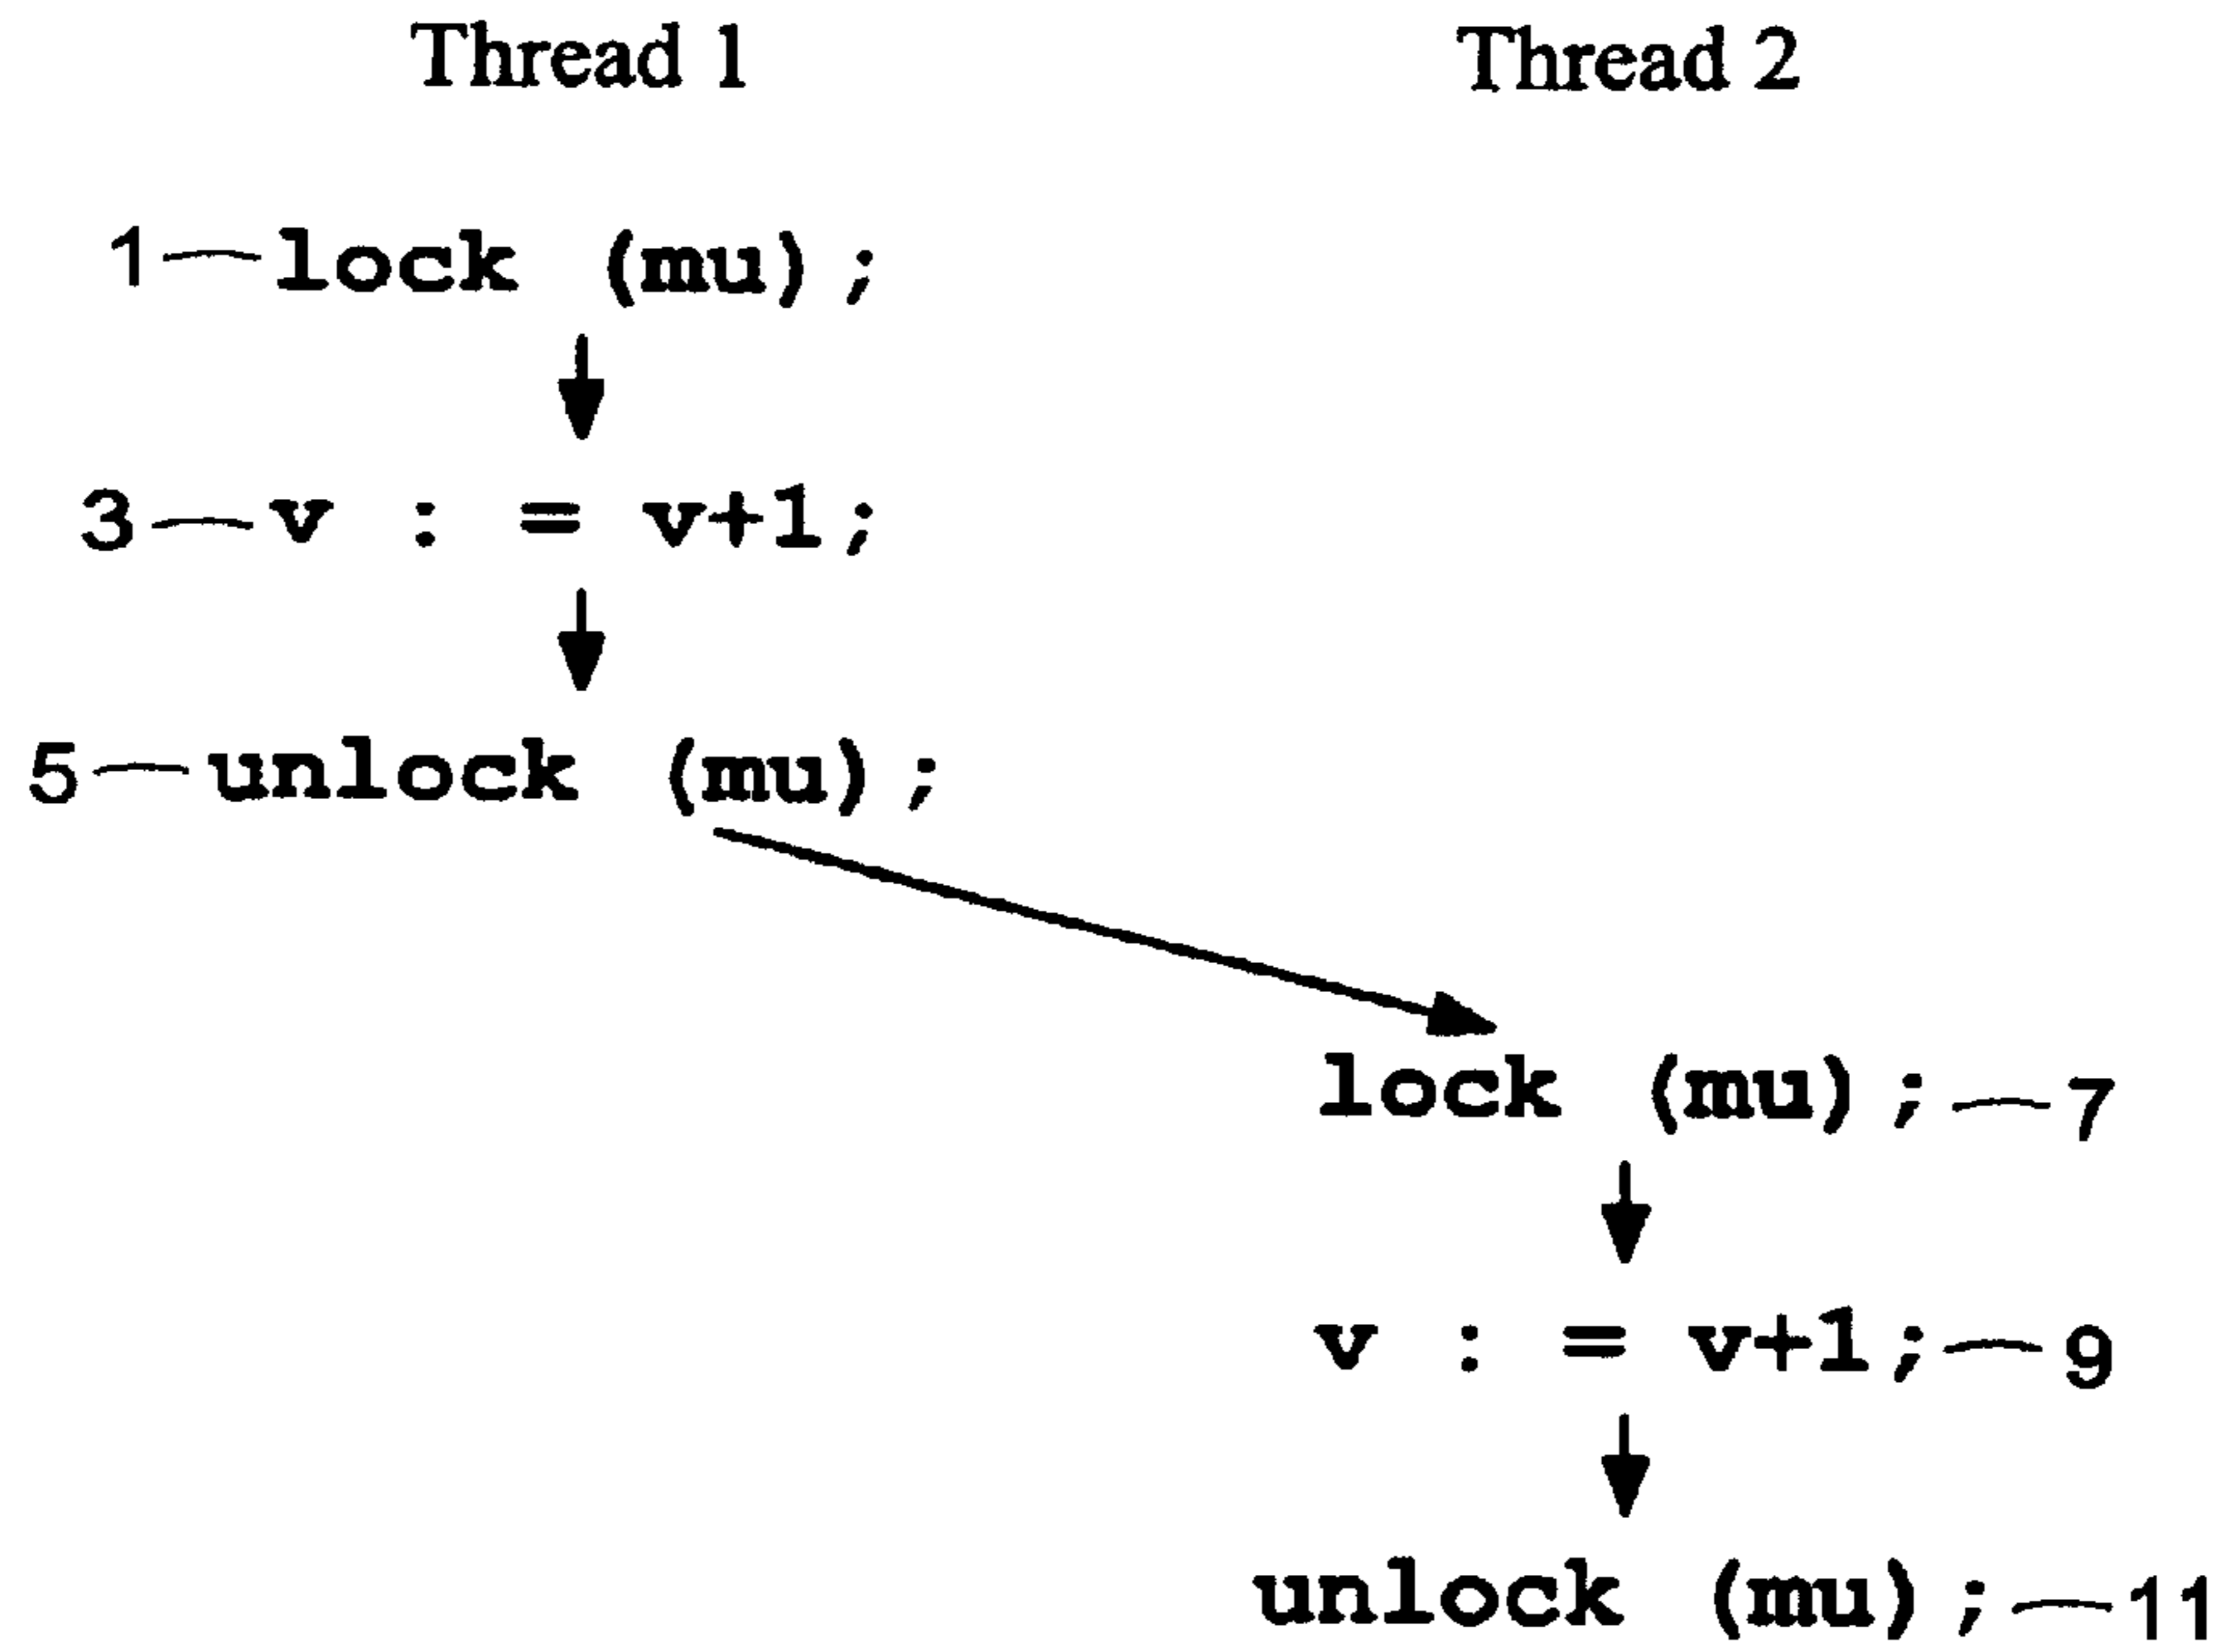 Thread 1 Thread 2
1 lock (mu);
3 v := v+1;
5 unlock (mu);
lock (mu); 7
v := v+1; 9
unlock (mu); 11